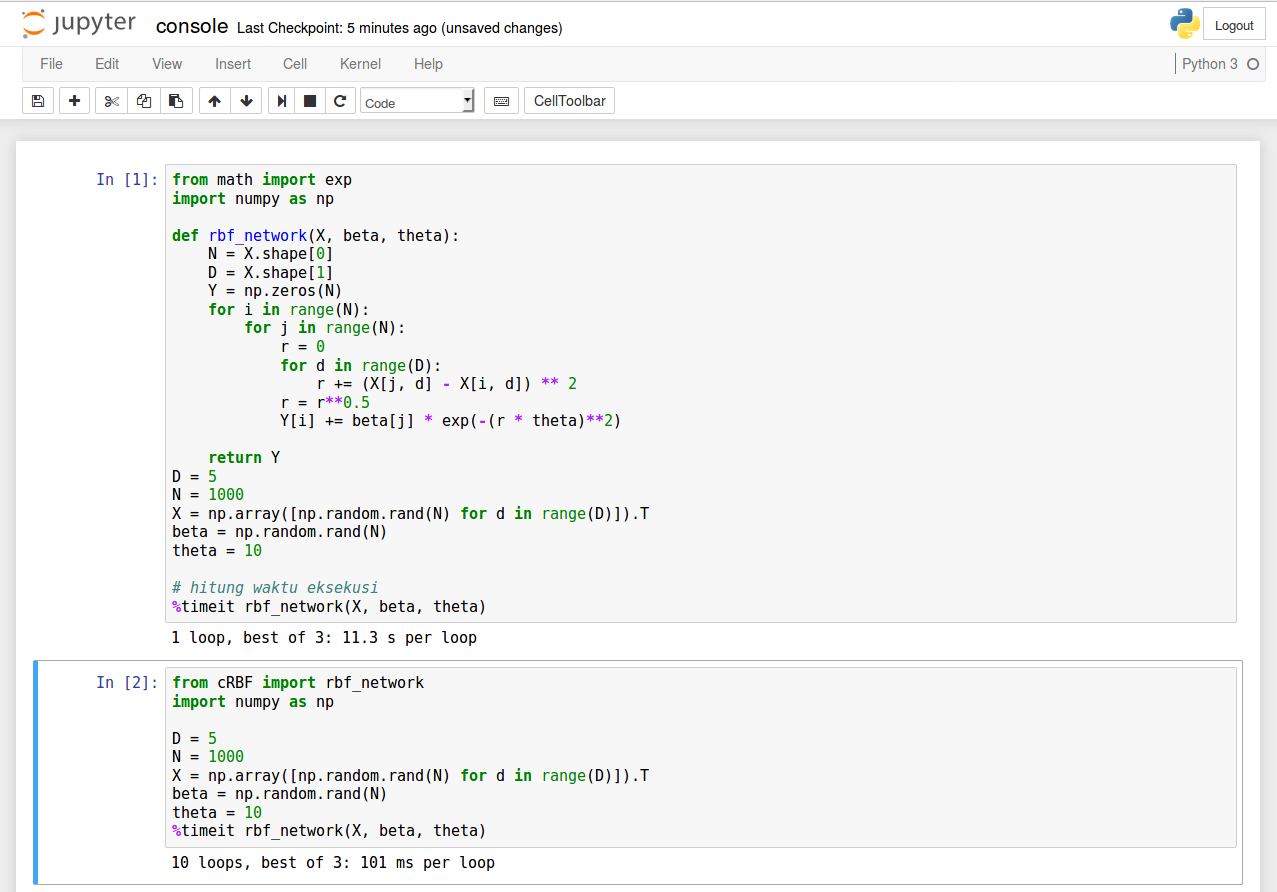 jupyter console Last Checkpoint: 5 minutes ago (unsaved changes) Logout
File Edit View Insert Cell Kernel Help Python 3
Code CellToolbar
In [1]: from math import exp
import numpy as np
def rbf_network(X, beta, theta):
    N = X.shape[0]
    D = X.shape[1]
    Y = np.zeros(N)
    for i in range(N):
        for j in range(N):
            r = 0
            for d in range(D):
                r += (X[j, d] - X[i, d]) ** 2
            r = r**0.5
            Y[i] += beta[j] * exp(-(r * theta)**2)
    return Y
D = 5
N = 1000
X = np.array([np.random.rand(N) for d in range(D)]).T
beta = np.random.rand(N)
theta = 10
# hitung waktu eksekusi
%timeit rbf_network(X, beta, theta)
1 loop, best of 3: 11.3 s per loop
In [2]: from cRBF import rbf_network
import numpy as np
D = 5
N = 1000
X = np.array([np.random.rand(N) for d in range(D)]).T
beta = np.random.rand(N)
theta = 10
%timeit rbf_network(X, beta, theta)
10 loops, best of 3: 101 ms per loop